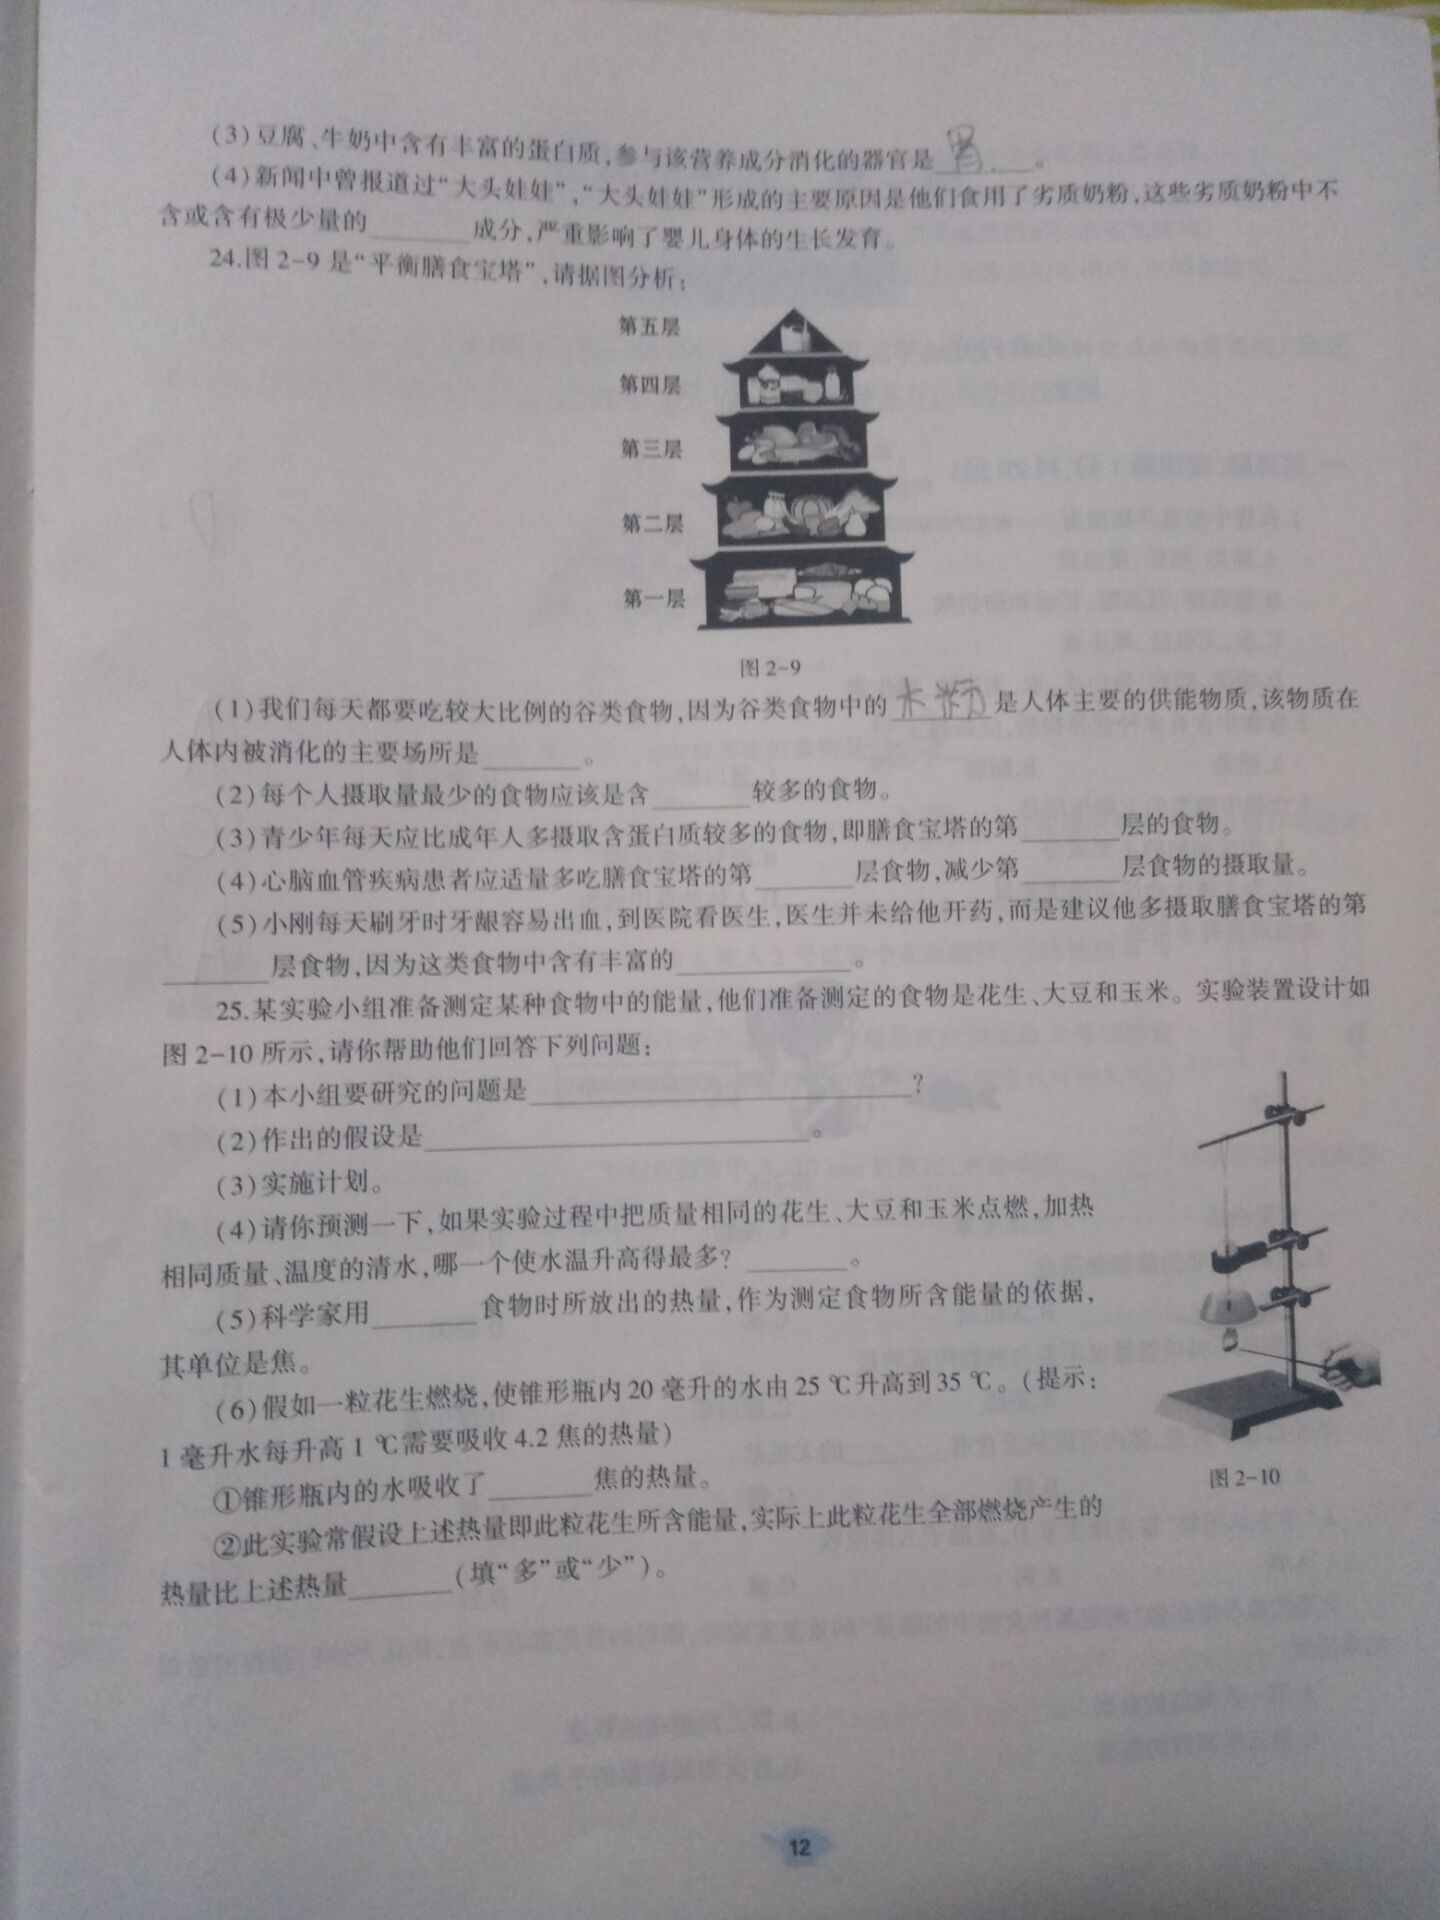 (3)豆腐、牛奶中含有丰富的蛋白质,参与该营养成分消化的器官是 胃 。
(4)新闻中曾报道过“大头娃娃”,“大头娃娃”形成的主要原因是他们食用了劣质奶粉,这些劣质奶粉中不
含或含有极少量的________成分,严重影响了婴儿身体的生长发育。
24.图2-9是“平衡膳食宝塔”,请据图分析:
第五层
第四层
第三层
第二层
第一层
图2-9
(1)我们每天都要吃较大比例的谷类食物,因为谷类食物中的________是人体主要的供能物质,该物质在
人体内被消化的主要场所是________。
(2)每个人摄取量最少的食物应该是含________较多的食物。
(3)青少年每天应比成年人多摄取含蛋白质较多的食物,即膳食宝塔的第________层的食物。
(4)心脑血管疾病患者应适量多吃膳食宝塔的第________层食物,减少第________层食物的摄取量。
(5)小刚每天刷牙时牙龈容易出血,到医院看医生,医生并未给他开药,而是建议他多摄取膳食宝塔的第
________层食物,因为这类食物中含有丰富的______________。
25.某实验小组准备测定某种食物中的能量,他们准备测定的食物是花生、大豆和玉米。实验装置设计如
图2-10所示,请你帮助他们回答下列问题:
(1)本小组要研究的问题是______________________________?
(2)作出的假设是______________________________。
(3)实施计划。
(4)请你预测一下,如果实验过程中把质量相同的花生、大豆和玉米点燃,加热
相同质量、温度的清水,哪一个使水温升高得最多?________。
(5)科学家用________食物时所放出的热量,作为测定食物所含能量的依据,
其单位是焦。
(6)假如一粒花生燃烧,使锥形瓶内20毫升的水由25℃升高到35℃。(提示:
1毫升水每升高1℃需要吸收4.2焦的热量)
①锥形瓶内的水吸收了________焦的热量。
②此实验常假设上述热量即此粒花生所含能量,实际上此粒花生全部燃烧产生的
热量比上述热量________(填“多”或“少”)。
图2-10
12